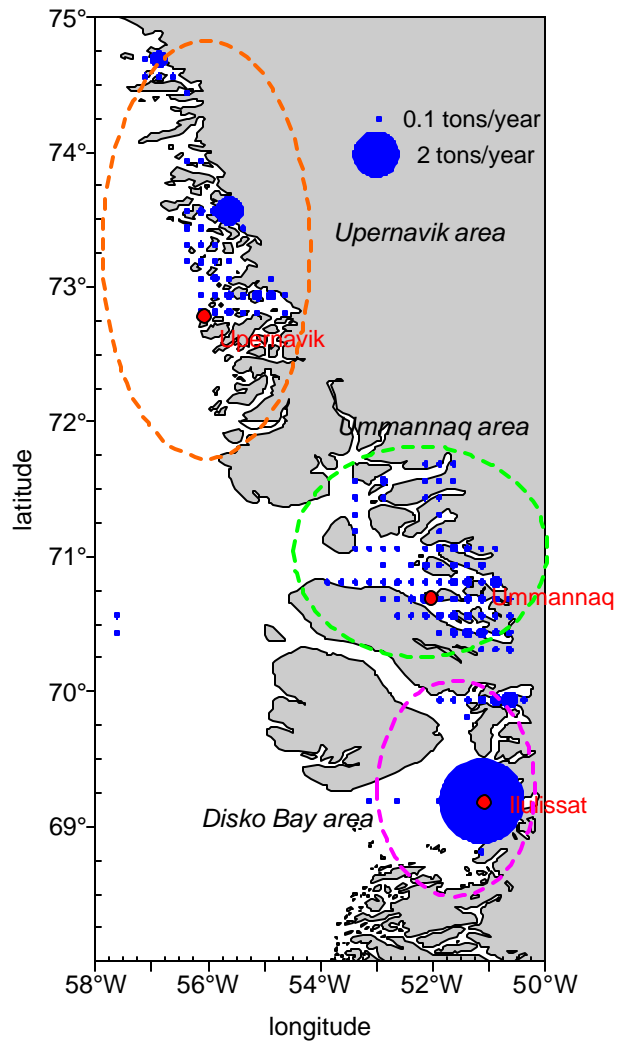 75°
0.1 tons/year
74°
2 tons/year
Upernavik area
73°
Upernavik
72°
Ummannaq area
latitude
71°
Ummannaq
70°
Ilulissat
Disko Bay area
69°
58°W 56°W 54°W 52°W 50°W
longitude